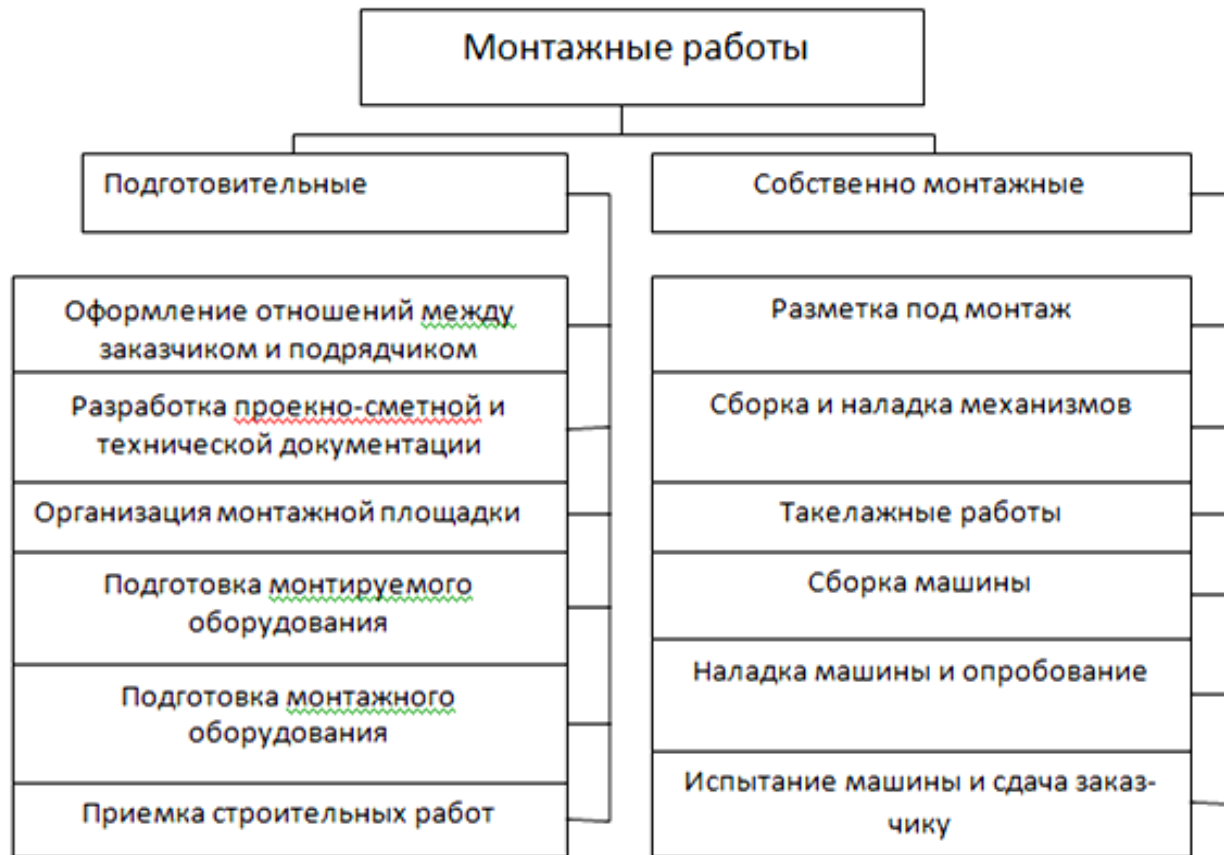 Монтажные работы
Подготовительные
Собственно монтажные
Оформление отношений между
заказчиком и подрядчиком
Разработка проекно-сметной и
технической документации
Организация монтажной площадки
Подготовка монтируемого
оборудования
Подготовка монтажного
оборудования
Приемка строительных работ
Разметка под монтаж
Сборка и наладка механизмов
Такелажные работы
Сборка машины
Наладка машины и опробование
Испытание машины и сдача заказ-
чику